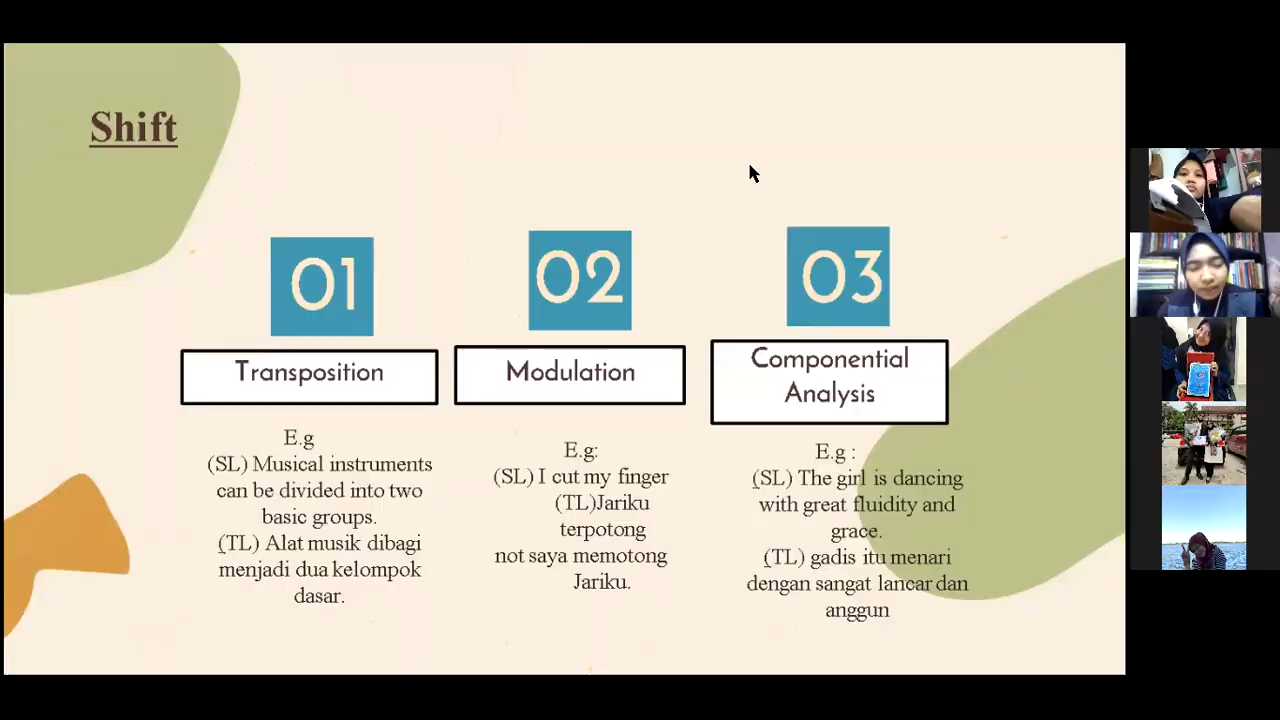 Shift
01
Transposition
E.g
(SL) Musical instruments
can be divided into two
basic groups.
(TL) Alat musik dibagi
menjadi dua kelompok
dasar.
02
Modulation
E.g:
(SL) I cut my finger
(TL)Jariku
terpotong
not saya memotong
Jariku.
03
Componential
Analysis
E.g :
(SL) The girl is dancing
with great fluidity and
grace.
(TL) gadis itu menari
dengan sangat lancar dan
anggun